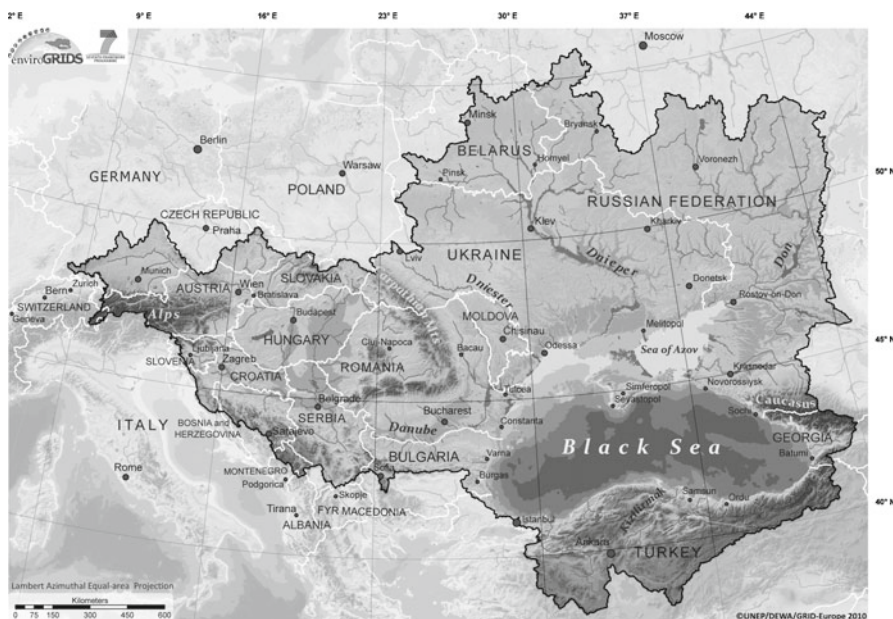 2° E 9° E 16° E 23° E 30° E 37° E 44° E
enviroGRIDS
7
Moscow
Minsk
Bryansk
Berlin
BELARUS
Homyel
Voronezh
Warsaw
Pinsk
50° N
GERMANY
POLAND
RUSSIAN FEDERATION
CZECH REPUBLIC
Praha
Kiev
Kharkiv
Lviv
UKRAINE
Dnieper
Don
Munich
SLOVAKIA
Dniester
Donetsk
Zurich
Bern
AUSTRIA
Wien
Bratislava
Carpathian Mts
Rostov-on-Don
SWITZERLAND
Geneva
Alps
Budapest
MOLDOVA
Chisinau
Melitopol
HUNGARY
Cluj-Napoca
Bacau
Odessa
Sea of Azov
45° N
Ljubljana
SLOVENIA
Zagreb
ROMANIA
CROATIA
Tulcea
Simferopol
Sevastopol
Krasnodar
Novorossiysk
Belgrade
SERBIA
Bucharest
Constanta
Sochi
Caucasus
ITALY
BOSNIA and
HERZEGOVINA
Sarajevo
Danube
Black Sea
GEORGIA
Batumi
BULGARIA
Varna
Rome
MONTENEGRO
Podgorica
Sofia
Burgas
Skopje
FYR MACEDONIA
Samsun
Ordu
40° N
Tirana
ALBANIA
Istanbul
Kizilirmak
Ankara
TURKEY
Lambert Azimuthal Equal-area Projection
Kilometers
0 75 150 300 450 600
©UNEP/DEWA/GRID-Europe 2010